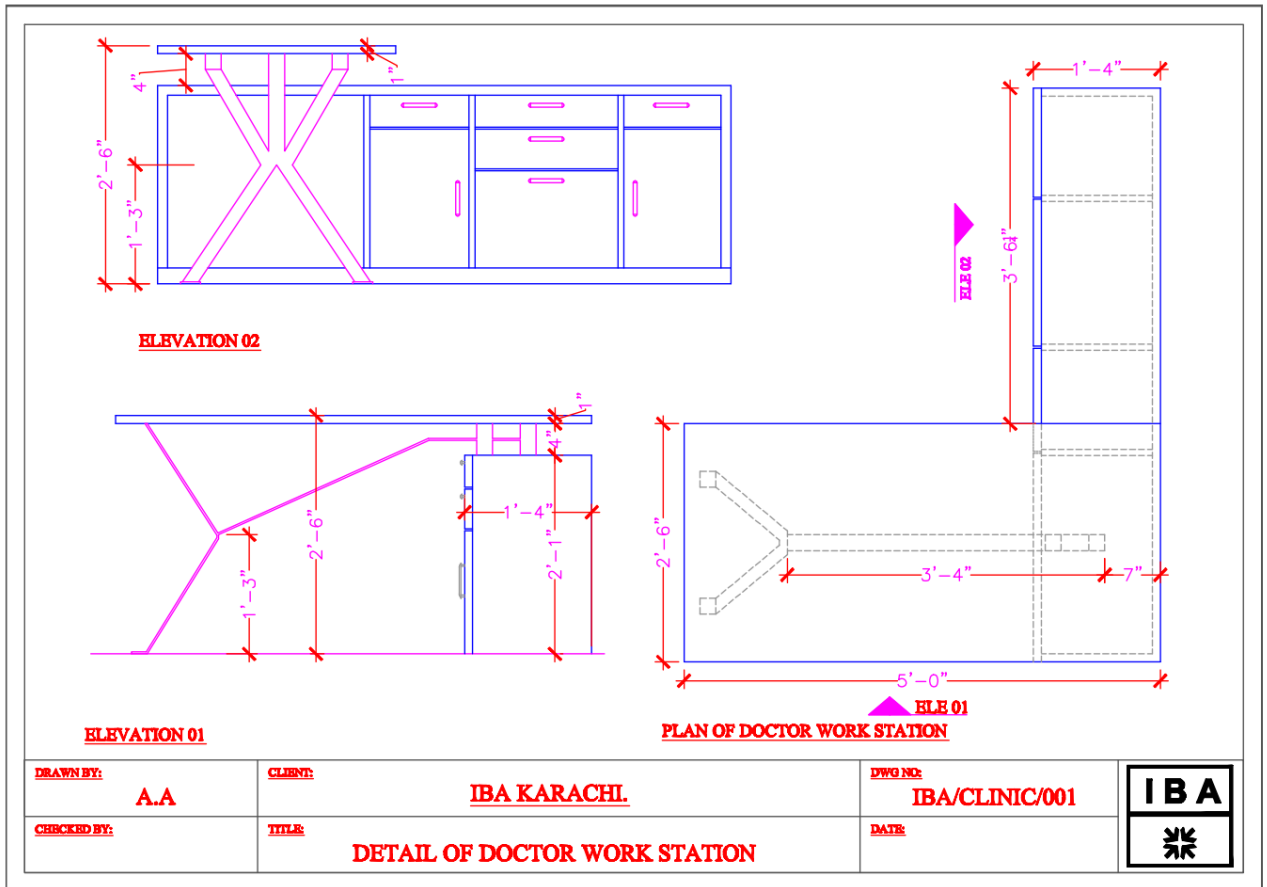 4"
1"
2'-6"
1'-3"
ELEVATION 02
1'-4"
3'-6¼"
ELE 02
1"
4"
1'-4"
2'-6"
2'-1"
1'-3"
ELEVATION 01
2'-6"
3'-4"
7"
5'-0"
ELE 01
PLAN OF DOCTOR WORK STATION
DRAWN BY:
A.A
CLIENT:
IBA KARACHI.
DWG NO:
IBA/CLINIC/001
IBA
CHECKED BY:
TITLE:
DETAIL OF DOCTOR WORK STATION
DATE: